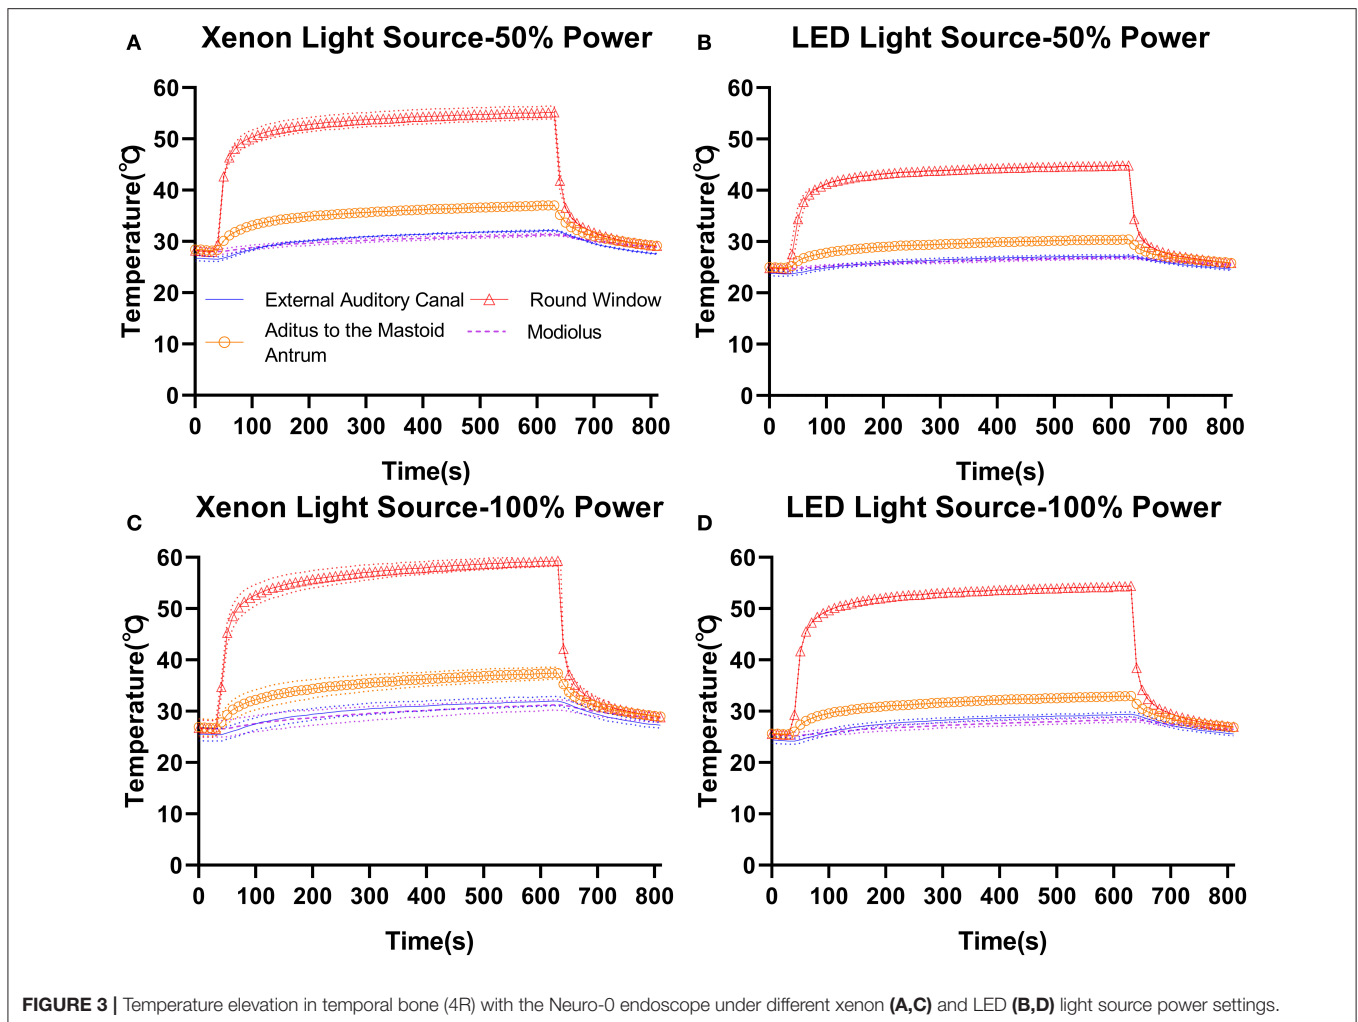 A
Xenon Light Source-50% Power
60
50
40
30
20
10
0
Temperature(℃)
External Auditory Canal
Round Window
Aditus to the Mastoid
Antrum
Modiolus
0 100 200 300 400 500 600 700 800
Time(s)
B
LED Light Source-50% Power
60
50
40
30
20
10
0
Temperature(℃)
0 100 200 300 400 500 600 700 800
Time(s)
C
Xenon Light Source-100% Power
60
50
40
30
20
10
0
Temperature(℃)
0 100 200 300 400 500 600 700 800
Time(s)
D
LED Light Source-100% Power
60
50
40
30
20
10
0
Temperature(℃)
0 100 200 300 400 500 600 700 800
Time(s)
FIGURE 3 | Temperature elevation in temporal bone (4R) with the Neuro-0 endoscope under different xenon (A,C) and LED (B,D) light source power settings.